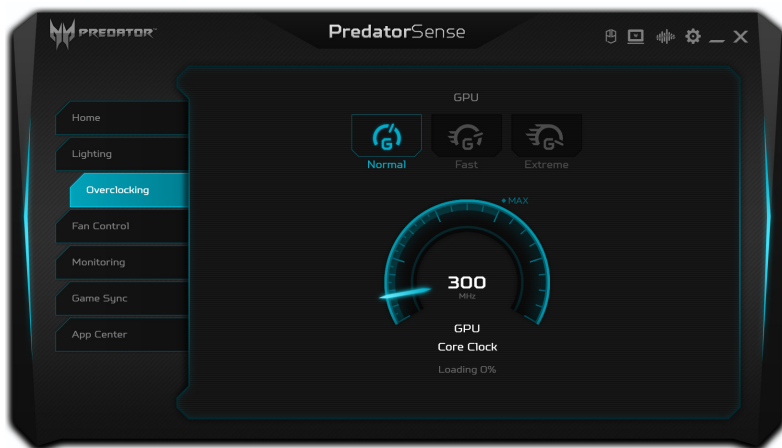 PREDATOR
PredatorSense
Home
Lighting
Overclocking
Fan Control
Monitoring
Game Sync
App Center
GPU
G
G
G
Normal
Fast
Extreme
MAX
300
MHz
GPU
Core Clock
Loading 0%